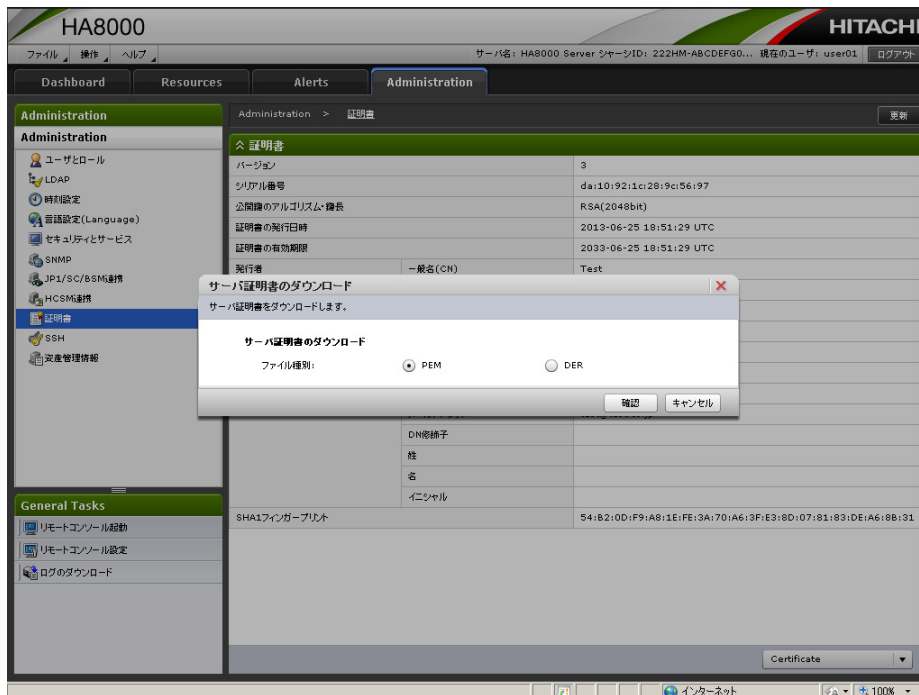 HA8000
HITACHI
ファイル 操作 ヘルプ
サーバ名: HA8000 Server シャーシID: 222HM-ABCDEFG0... 現在のユーザ: user01 ログアウト
Dashboard Resources Alerts Administration
Administration
Administration
ユーザとロール
LDAP
時刻設定
言語設定(Language)
セキュリティとサービス
SNMP
JP1/SC/BSM連携
HCSM連携
証明書
SSH
資産管理情報
General Tasks
リモートコンソール起動
リモートコンソール設定
ログのダウンロード
Administration > 証明書
更新
証明書
バージョン 3
シリアル番号 da:10:92:1c:28:9c:56:97
公開鍵のアルゴリズム・鍵長 RSA(2048bit)
証明書の発行日時 2013-06-25 18:51:29 UTC
証明書の有効期限 2033-06-25 18:51:29 UTC
発行者 一般名(CN) Test
サーバ証明書のダウンロード
サーバ証明書をダウンロードします。
サーバ証明書のダウンロード
ファイル種別: PEM DER
確認 キャンセル
DN修飾子
姓
名
イニシャル
SHA1フィンガープリント 54:B2:0D:F9:A8:1E:FE:3A:70:A6:3F:E3:8D:07:81:83:DE:A6:8B:31
Certificate
インターネット 100%